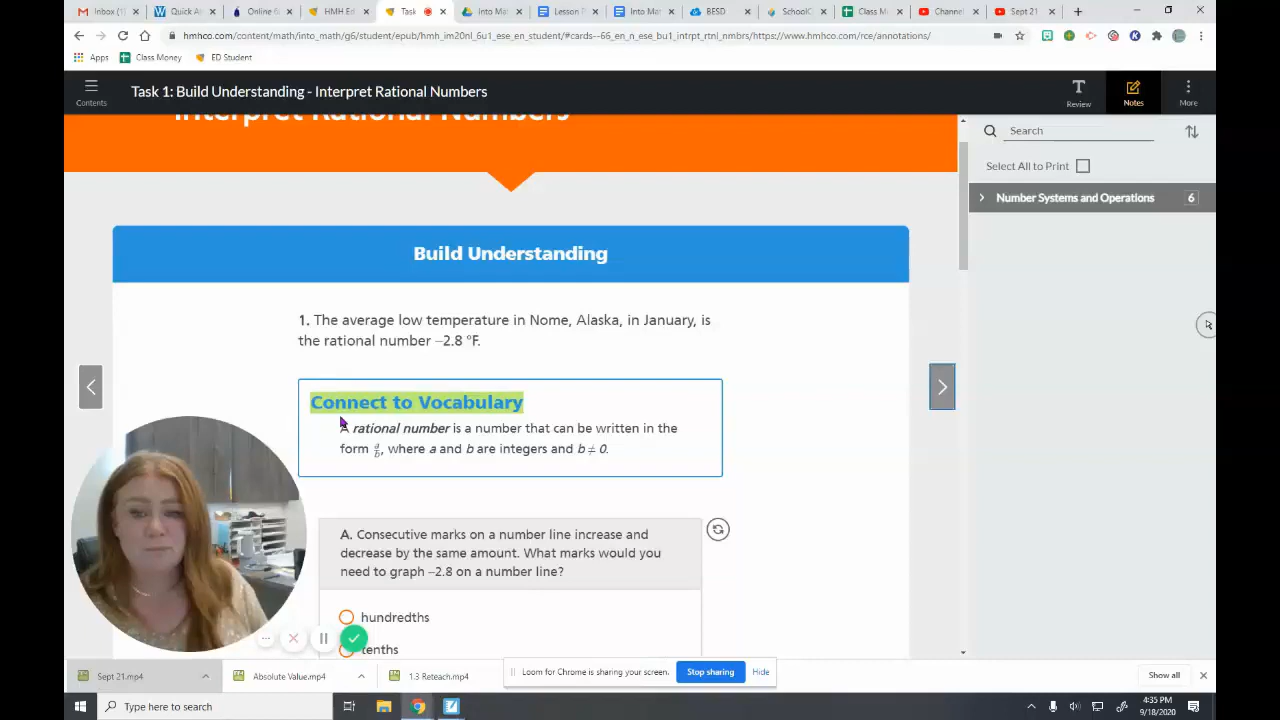 Inbox (1)
Quick A
Online 6
HMH Ed
Task
Into Mat
Lesson P
Into Mat
BESD
SchoolC
Class M
Channel
Sept 21
hmhco.com/content/math/into_math/g6/student/epub/hmh_im20nl_6u1_ese_en_student/#cards--66_en_n_ese_bu1_intrpt_rtnl_nmbrs/https://www.hmhco.com/rce/annotations/
Apps
Class Money
ED Student
Contents
Task 1: Build Understanding - Interpret Rational Numbers
Review
Notes
More
Interpret Rational Numbers
Search
Select All to Print
Number Systems and Operations 6
Build Understanding
1. The average low temperature in Nome, Alaska, in January, is
the rational number –2.8 °F.
Connect to Vocabulary
A rational number is a number that can be written in the
form a/b, where a and b are integers and b ≠ 0.
A. Consecutive marks on a number line increase and
decrease by the same amount. What marks would you
need to graph –2.8 on a number line?
hundredths
tenths
Loom for Chrome is sharing your screen.
Stop sharing
Hide
Sept 21.mp4
Absolute Value.mp4
1.3 Reteach.mp4
Show all
Type here to search
4:35 PM
9/18/2020